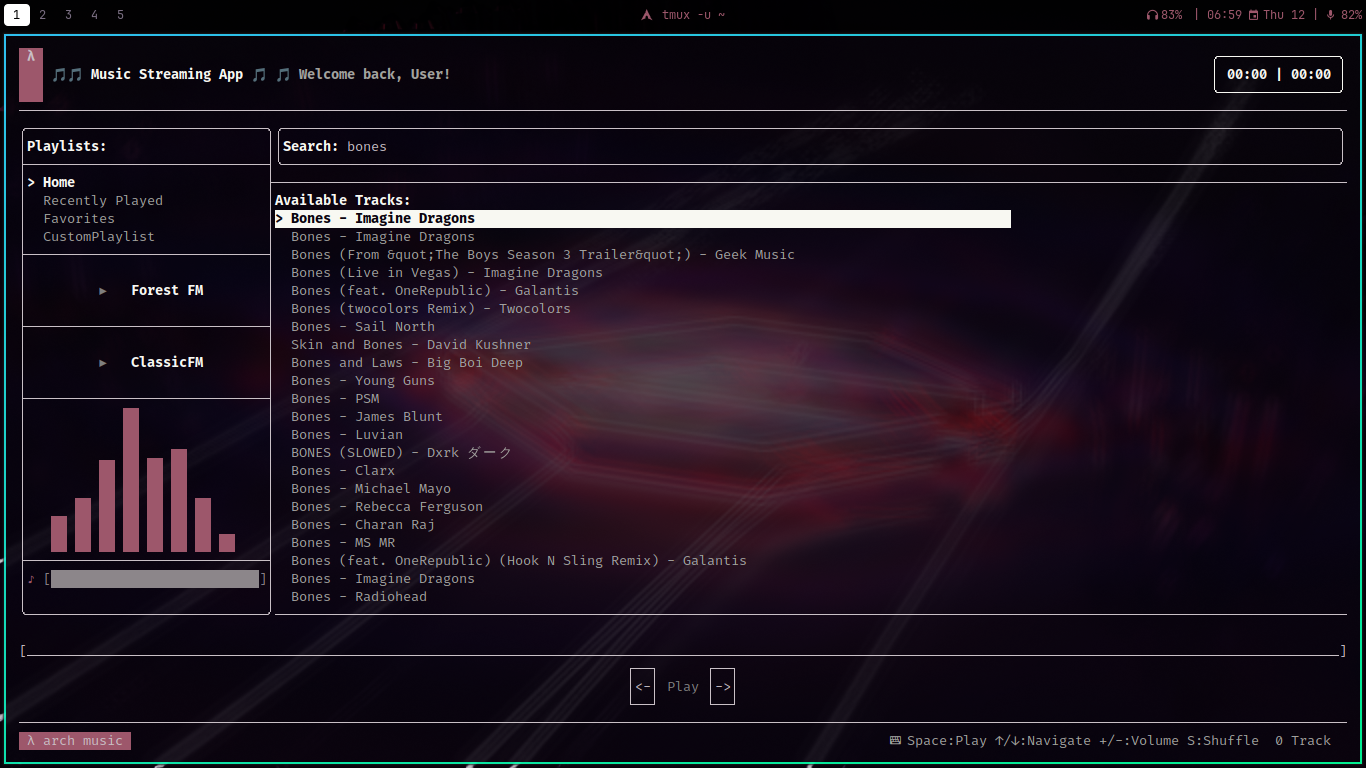 1 2 3 4 5 tmux -u ~ 83% | 06:59 Thu 12 | 82%
λ
🎵🎵 Music Streaming App 🎵 🎵 Welcome back, User! 00:00 | 00:00
Playlists:
> Home
Recently Played
Favorites
CustomPlaylist
▶ Forest FM
▶ ClassicFM
♪ [ ]
Search: bones
Available Tracks:
> Bones - Imagine Dragons
Bones - Imagine Dragons
Bones (From &quot;The Boys Season 3 Trailer&quot;) - Geek Music
Bones (Live in Vegas) - Imagine Dragons
Bones (feat. OneRepublic) - Galantis
Bones (twocolors Remix) - Twocolors
Bones - Sail North
Skin and Bones - David Kushner
Bones and Laws - Big Boi Deep
Bones - Young Guns
Bones - PSM
Bones - James Blunt
Bones - Luvian
BONES (SLOWED) - Dxrk ダーク
Bones - Clarx
Bones - Michael Mayo
Bones - Rebecca Ferguson
Bones - Charan Raj
Bones - MS MR
Bones (feat. OneRepublic) (Hook N Sling Remix) - Galantis
Bones - Imagine Dragons
Bones - Radiohead
[ ]
<- Play ->
λ arch music Space:Play ↑/↓:Navigate +/-:Volume S:Shuffle 0 Track